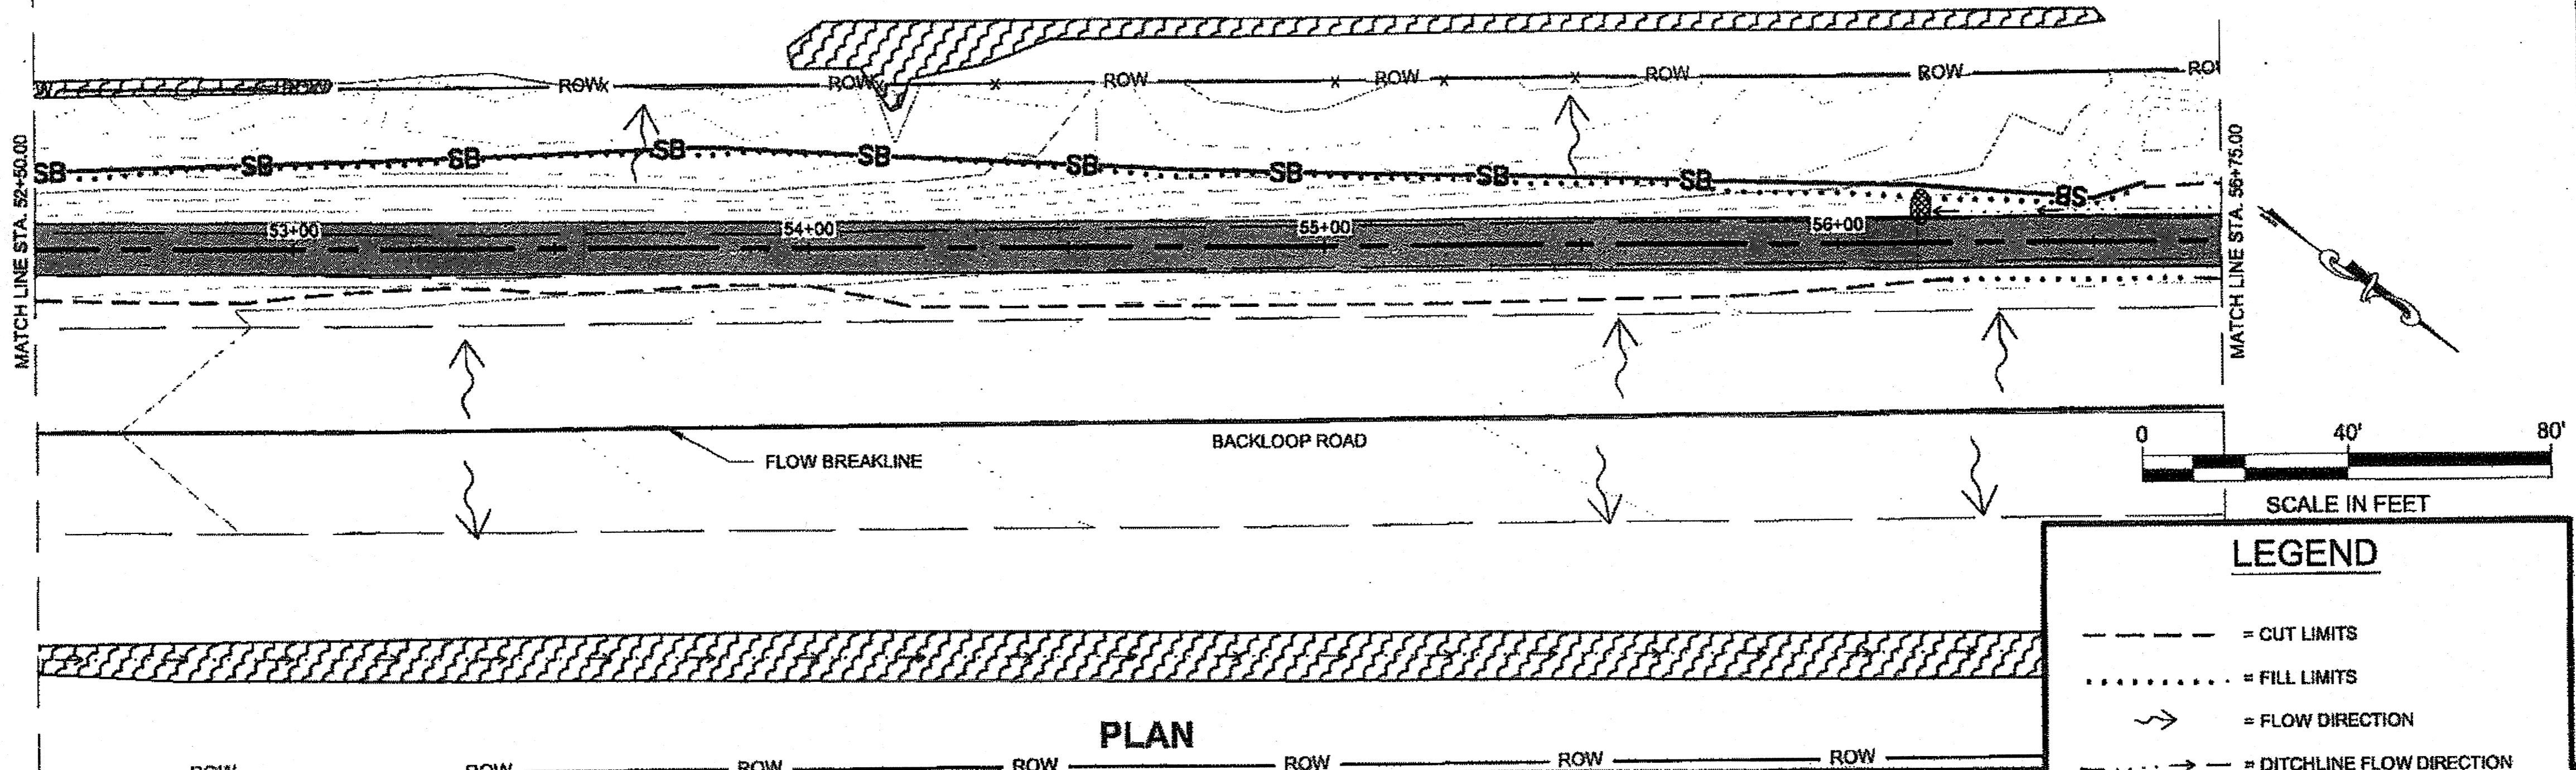 ROW ROW ROW ROW ROW ROW
MATCH LINE STA. 52+50.00
SB SB SB SB SB SB SB SB SB SB
53+00 54+00 55+00 56+00
MATCH LINE STA. 56+75.00
BACKLOOP ROAD
FLOW BREAKLINE
0 40' 80'
SCALE IN FEET
LEGEND
= CUT LIMITS
= FILL LIMITS
= FLOW DIRECTION
= DITCHLINE FLOW DIRECTION
PLAN
ROW ROW ROW ROW ROW ROW ROW